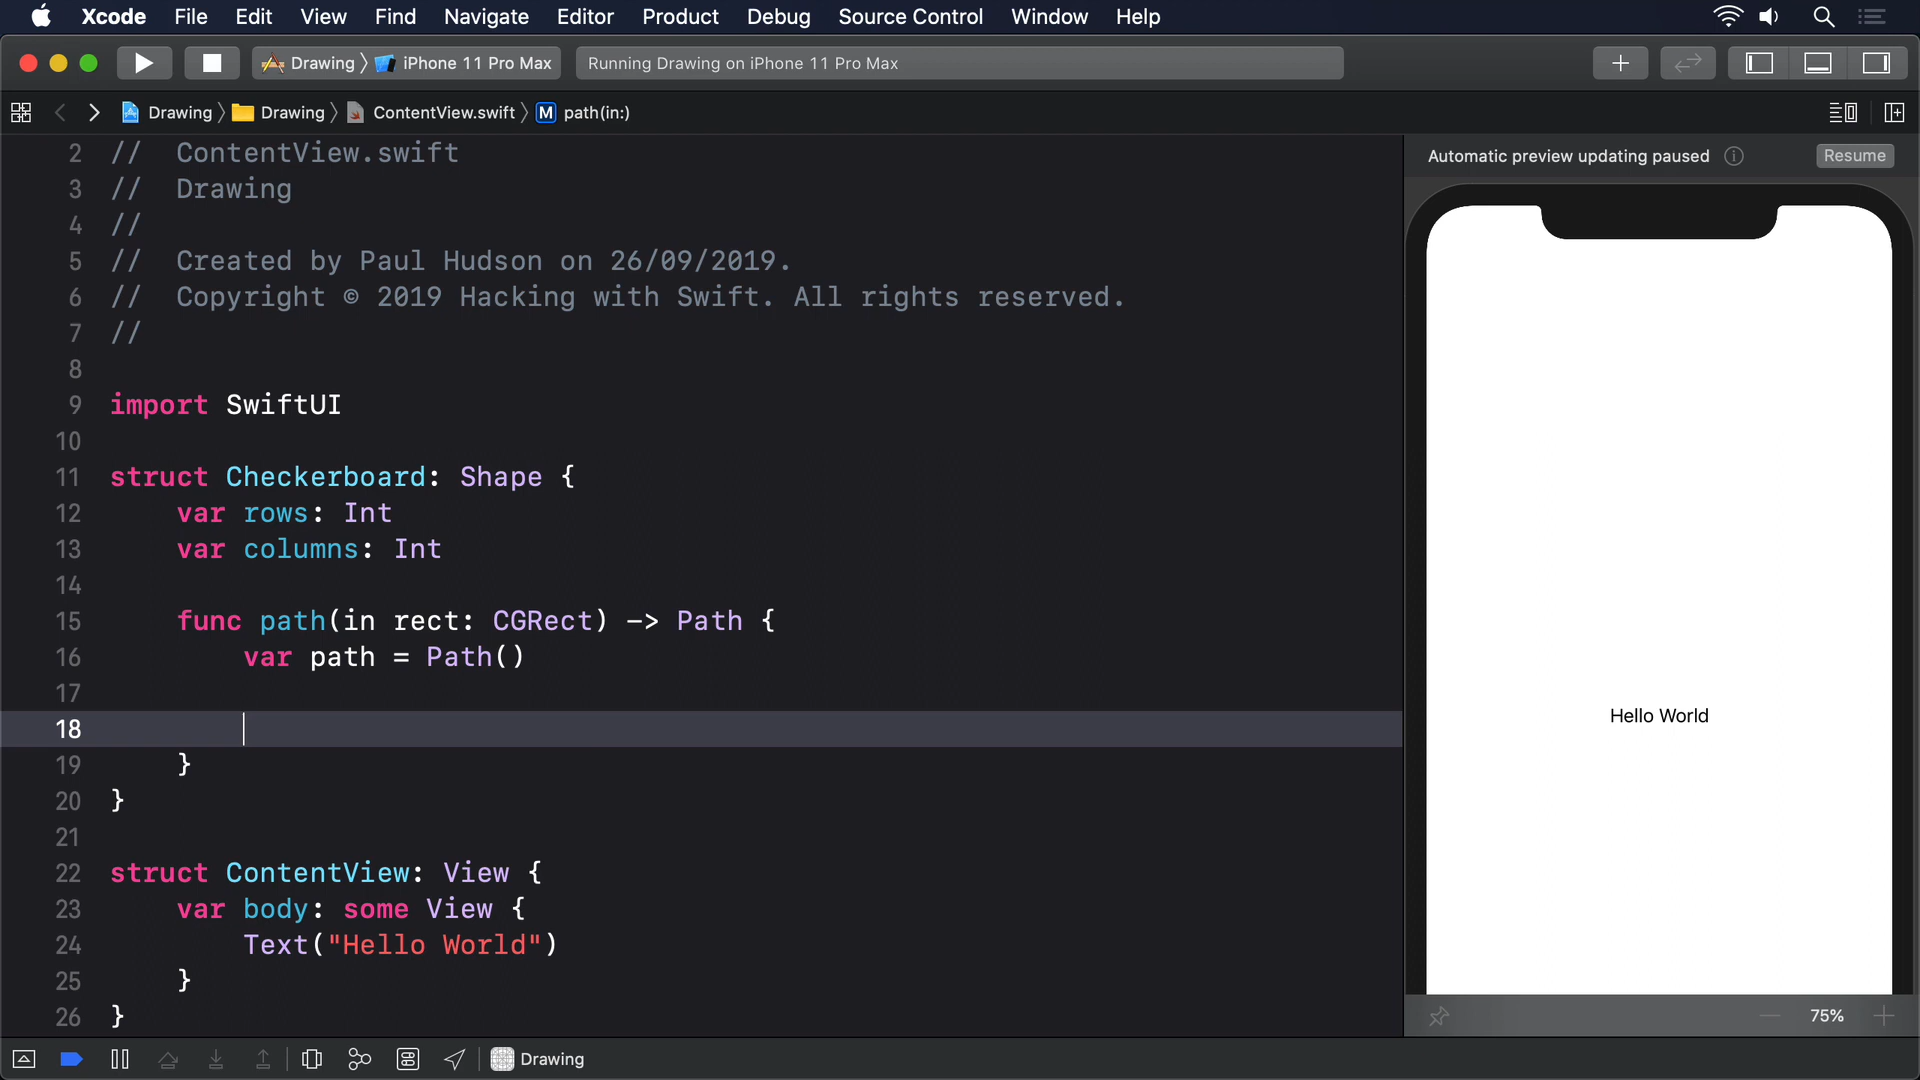 Xcode File Edit View Find Navigate Editor Product Debug Source Control Window Help
Drawing iPhone 11 Pro Max Running Drawing on iPhone 11 Pro Max
Drawing Drawing ContentView.swift M path(in:)
Automatic preview updating paused Resume
2 // ContentView.swift
3 // Drawing
4 //
5 // Created by Paul Hudson on 26/09/2019.
6 // Copyright © 2019 Hacking with Swift. All rights reserved.
7 //
8
9 import SwiftUI
10
11 struct Checkerboard: Shape {
12 var rows: Int
13 var columns: Int
14
15 func path(in rect: CGRect) -> Path {
16 var path = Path()
17
18
19 }
20 }
21
22 struct ContentView: View {
23 var body: some View {
24 Text("Hello World")
25 }
26 }
Hello World
75%
Drawing